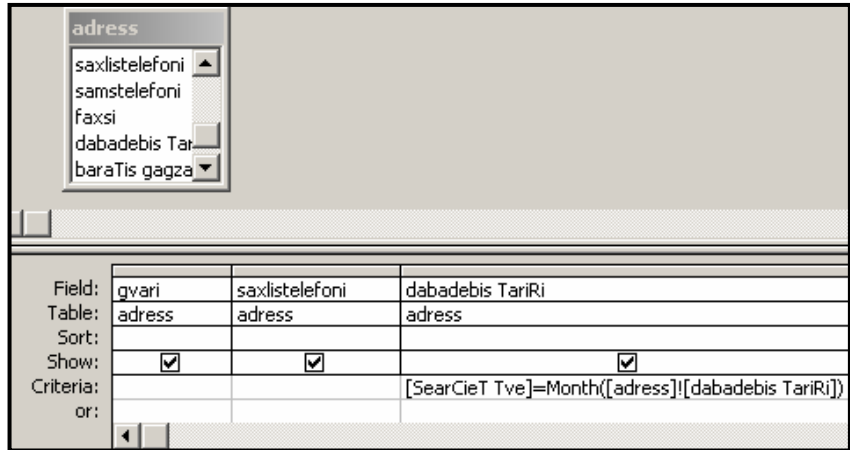 adress
saxlistelefoni
samstelefoni
faxsi
dabadebis Tar
baraTis gagza
Field: gvari saxlistelefoni dabadebis TariRi
Table: adress adress adress
Sort:
Show:
Criteria: [SearCieT Tve]=Month([adress]![dabadebis TariRi])
or: